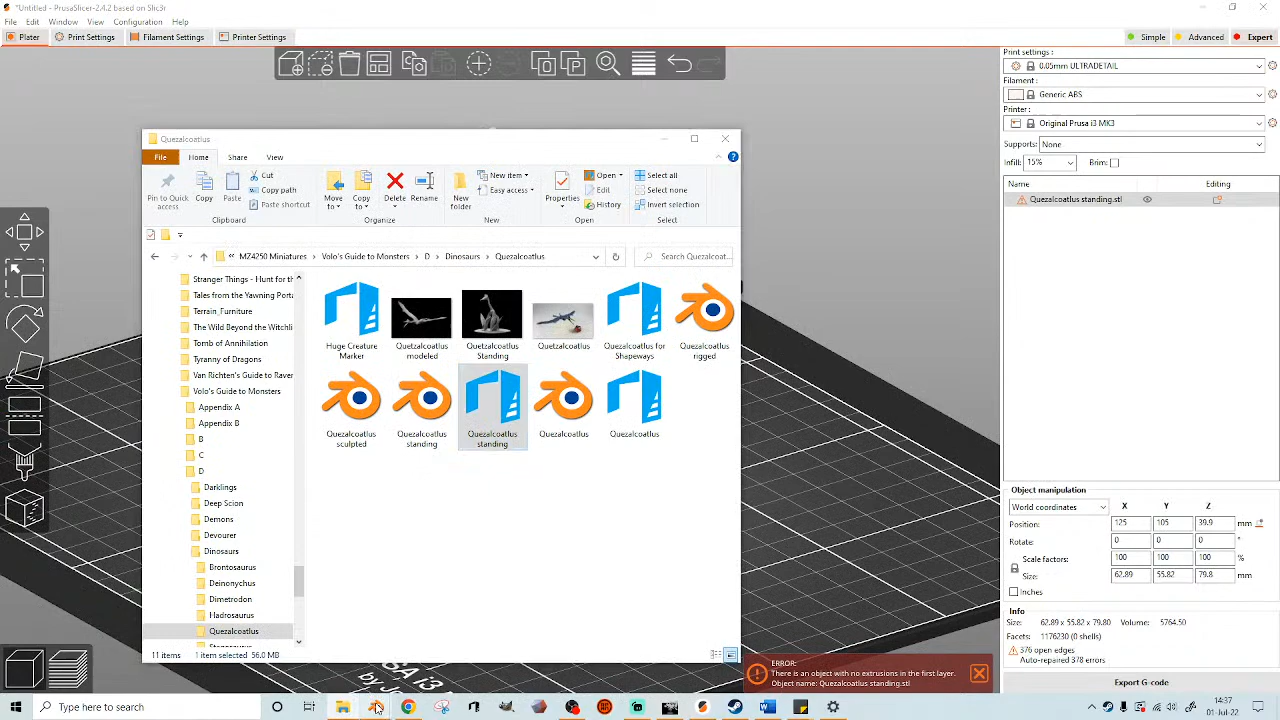 *Untitled - PrusaSlicer-2.4.2 based on Slic3r
File Edit Window View Configuration Help
Plater Print Settings Filament Settings Printer Settings Simple Advanced Expert
Print settings:
0.05mm ULTRADETAIL
Filament:
Generic ABS
Printer:
Original Prusa i3 MK3
Supports: None
Infill: 15% Brim:
Name Editing
Quezalcoatlus standing.stl
Object manipulation
World coordinates X Y Z
Position: 125 105 39.9 mm
Rotate: 0 0 0 °
Scale factors: 100 100 100 %
Size: 62.89 55.82 79.8 mm
Inches
Info
Size: 62.89 x 55.82 x 79.80 Volume: 5764.50
Facets: 1176230 (0 shells)
376 open edges
Auto-repaired 378 errors
Export G-code
Quezalcoatlus
File Home Share View
Pin to Quick access
Copy
Paste
Cut
Copy path
Paste shortcut
Clipboard
Move to
Copy to
Delete
Rename
Organize
New folder
New item
Easy access
New
Properties
Open
Edit
History
Open
Select all
Select none
Invert selection
Select
« MZ4250 Miniatures > Volo's Guide to Monsters > D > Dinosaurs > Quezalcoatlus
Search Quezalcoat...
Stranger Things - Hunt for th
Tales from the Yawning Porta
Terrain_Furniture
The Wild Beyond the Witchli
Tomb of Annihilation
Tyranny of Dragons
Van Richten's Guide to Raver
Volo's Guide to Monsters
Appendix A
Appendix B
B
C
D
Darklings
Deep Scion
Demons
Devourer
Dinosaurs
Brontosaurus
Deinonychus
Dimetrodon
Hadrosaurus
Quezalcoatlus
Huge Creature Marker
Quetzalcoatlus modeled
Quetzalcoatlus Standing
Quetzalcoatlus
Quezalcoatlus for Shapeways
Quezalcoatlus rigged
Quezalcoatlus sculpted
Quezalcoatlus standing
Quezalcoatlus standing
Quezalcoatlus
Quezalcoatlus
11 items 1 item selected 56.0 MB
ERROR:
There is an object with no extrusions in the first layer.
Object name: Quezalcoatlus standing.stl
Type here to search
14:37
01-Jul-22